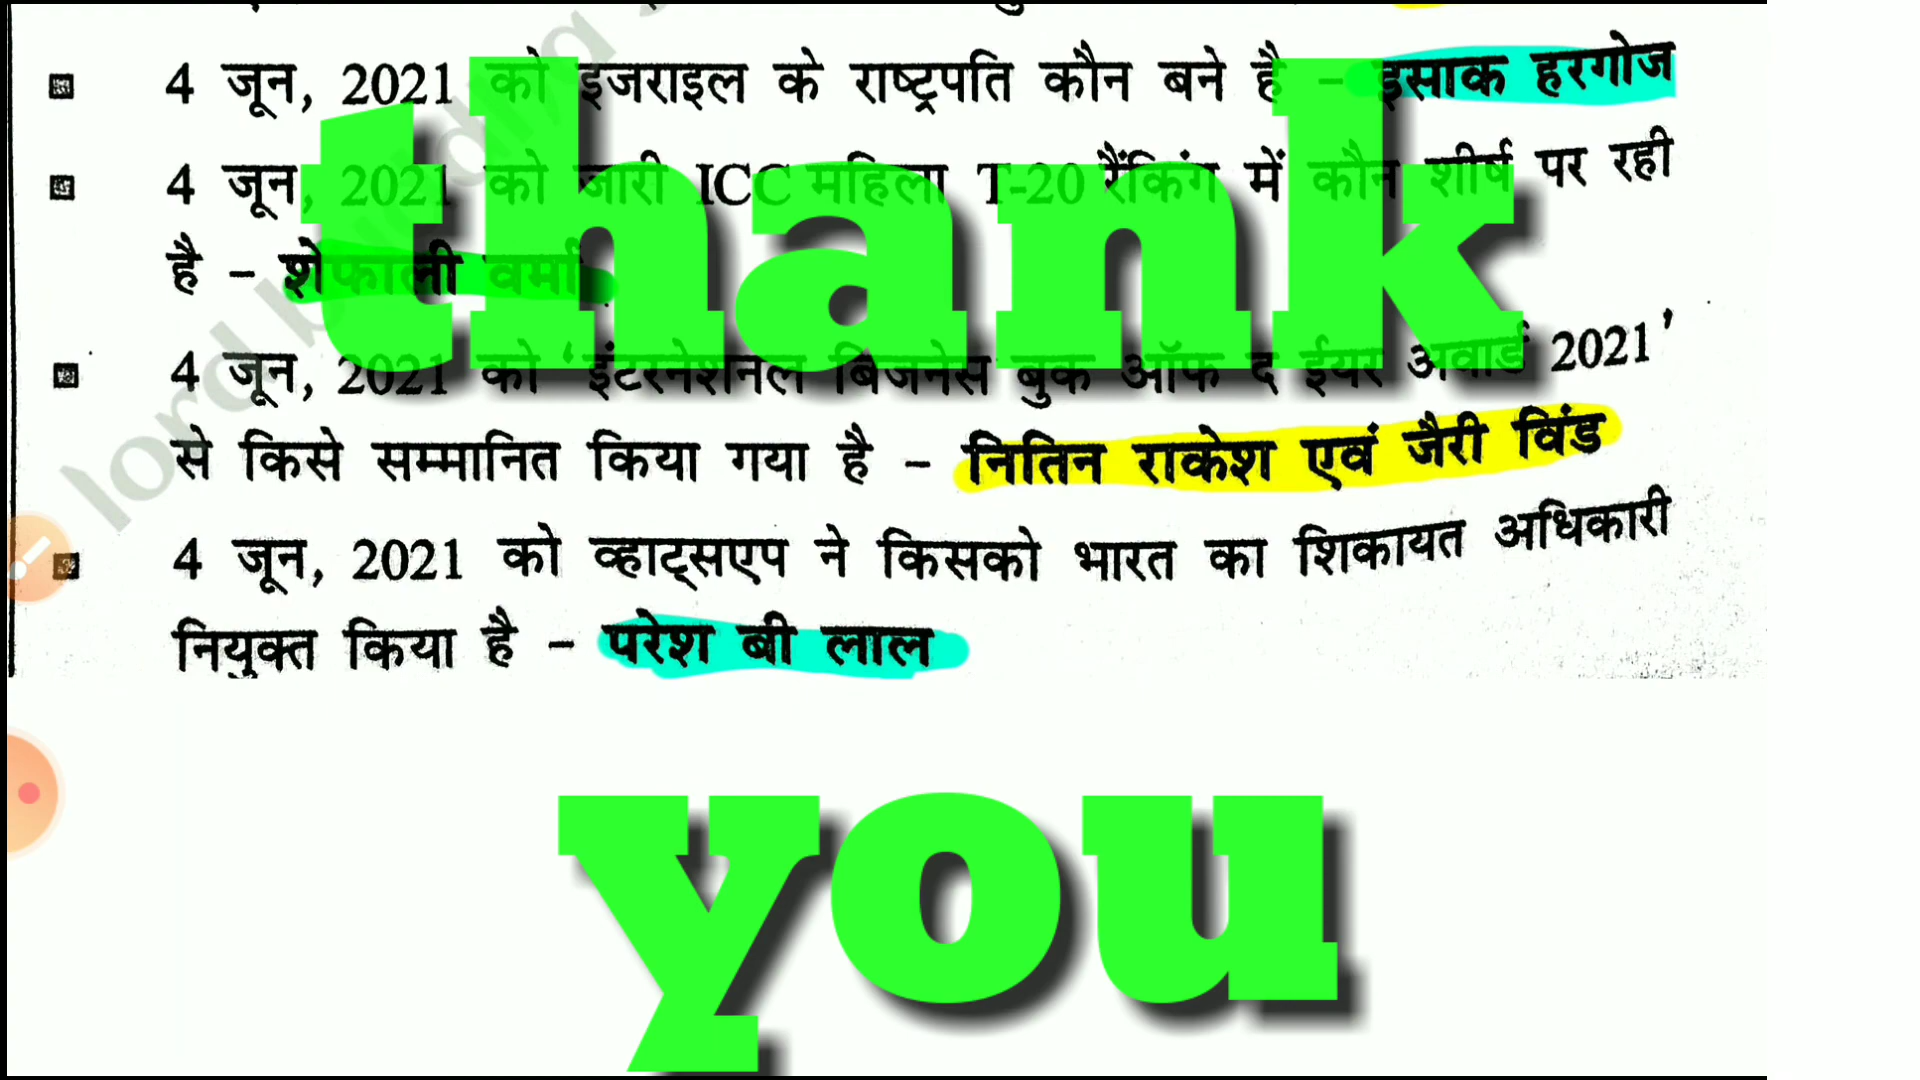 4 जून, 2021 को इजराइल के राष्ट्रपति कौन बने है – इसाक हरगोज
4 जून, 2021 को जारी ICC महिला T-20 रैंकिंग में कौन शीर्ष पर रही
है – शेफाली वर्मा
thank
4 जून, 2021 को ‘इंटरनेशनल बिजनेस बुक ऑफ द ईयर अवार्ड 2021’
से किसे सम्मानित किया गया है – नितिन राकेश एवं जैरी विंड
4 जून, 2021 को व्हाट्सएप ने किसको भारत का शिकायत अधिकारी
नियुक्त किया है – परेश बी लाल
you